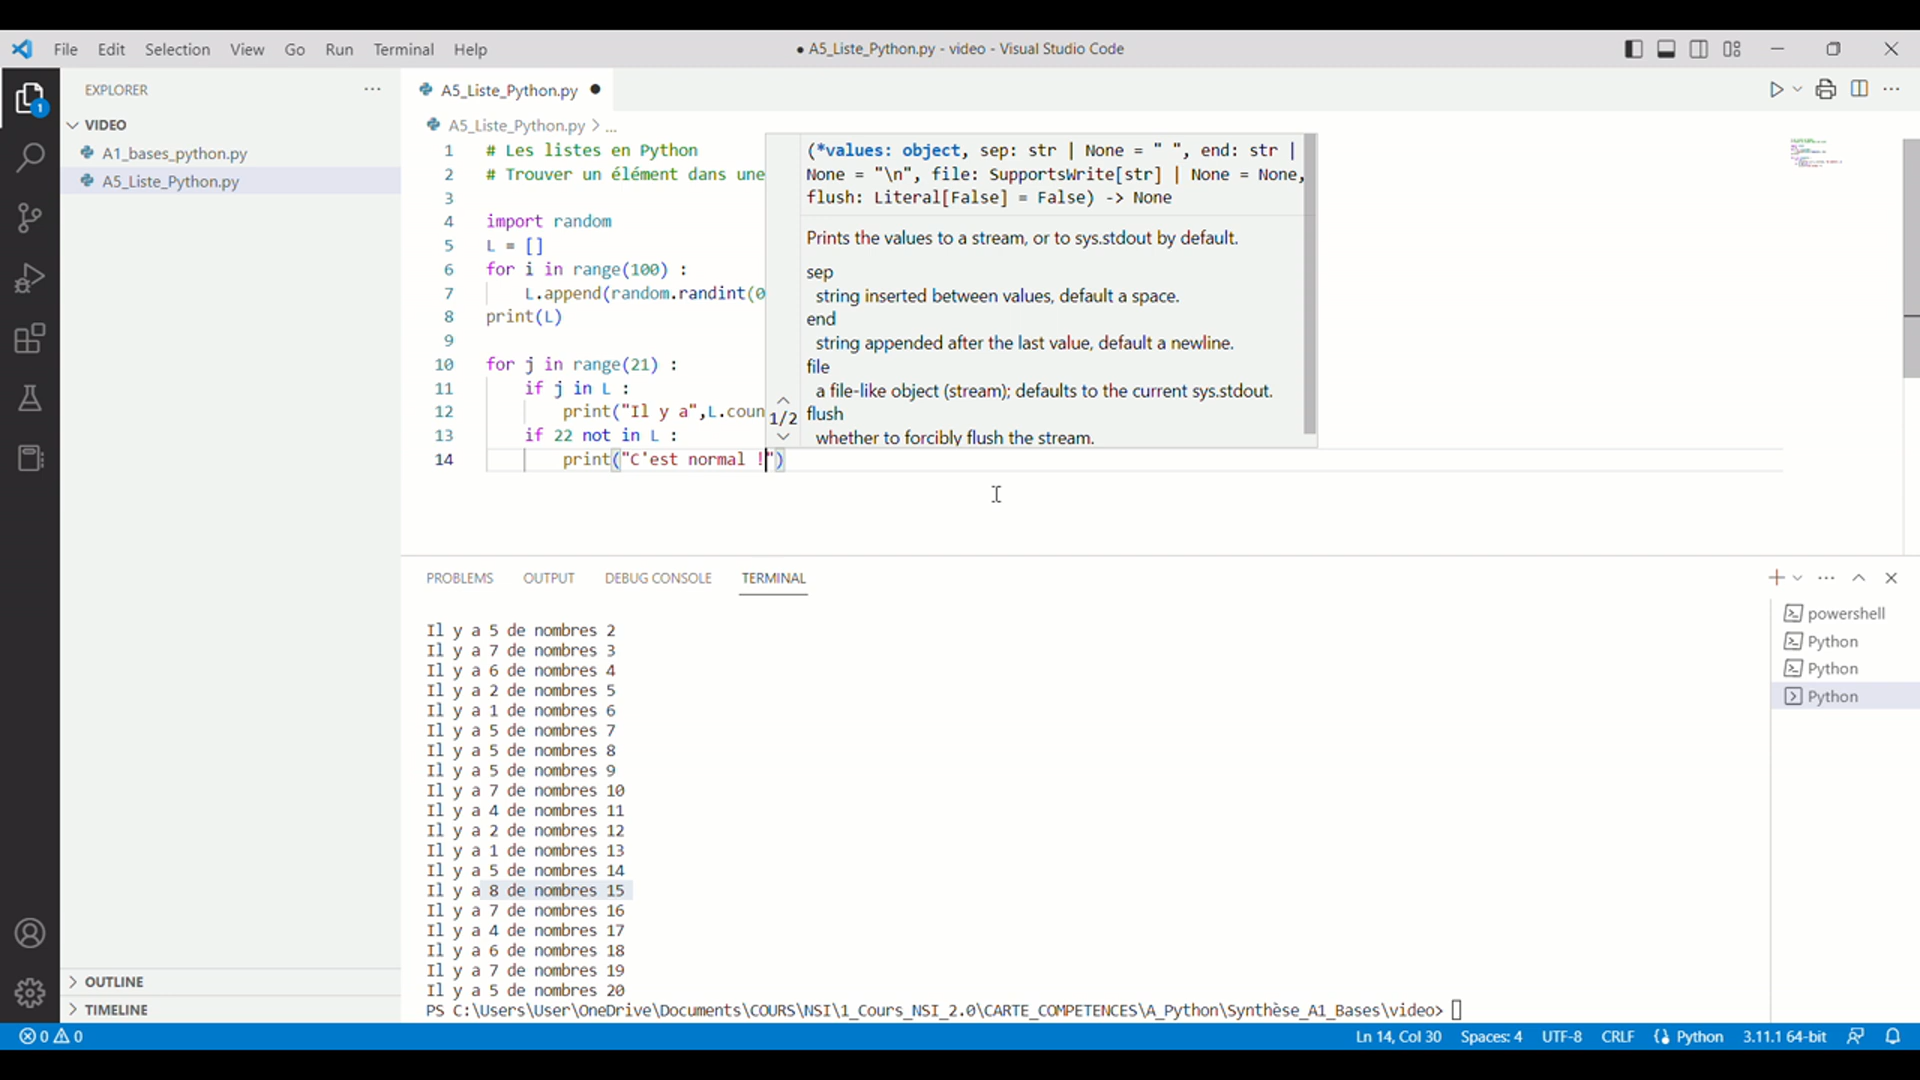 File Edit Selection View Go Run Terminal Help
● A5_Liste_Python.py - video - Visual Studio Code
EXPLORER
VIDEO
A1_bases_python.py
A5_Liste_Python.py
OUTLINE
TIMELINE
1
A5_Liste_Python.py ●
A5_Liste_Python.py > ...
1 # Les listes en Python
2 # Trouver un élément dans une
3
4 import random
5 L = []
6 for i in range(100) :
7 L.append(random.randint(0
8 print(L)
9
10 for j in range(21) :
11 if j in L :
12 print("Il y a",L.coun
13 if 22 not in L :
14 print("C'est normal !")
(*values: object, sep: str | None = " ", end: str |
None = "\n", file: SupportsWrite[str] | None = None,
flush: Literal[False] = False) -> None
Prints the values to a stream, or to sys.stdout by default.
sep
string inserted between values, default a space.
end
string appended after the last value, default a newline.
file
a file-like object (stream); defaults to the current sys.stdout.
flush
whether to forcibly flush the stream.
1/2
PROBLEMS OUTPUT DEBUG CONSOLE TERMINAL
Il y a 5 de nombres 2
Il y a 7 de nombres 3
Il y a 6 de nombres 4
Il y a 2 de nombres 5
Il y a 1 de nombres 6
Il y a 5 de nombres 7
Il y a 5 de nombres 8
Il y a 5 de nombres 9
Il y a 7 de nombres 10
Il y a 4 de nombres 11
Il y a 2 de nombres 12
Il y a 1 de nombres 13
Il y a 5 de nombres 14
Il y a 8 de nombres 15
Il y a 7 de nombres 16
Il y a 4 de nombres 17
Il y a 6 de nombres 18
Il y a 7 de nombres 19
Il y a 5 de nombres 20
PS C:\Users\User\OneDrive\Documents\COURS\NSI\1_Cours_NSI_2.0\CARTE_COMPETENCES\A_Python\Synthèse_A1_Bases\video>
powershell
Python
Python
Python
0 0
Ln 14, Col 30 Spaces: 4 UTF-8 CRLF Python 3.11.1 64-bit